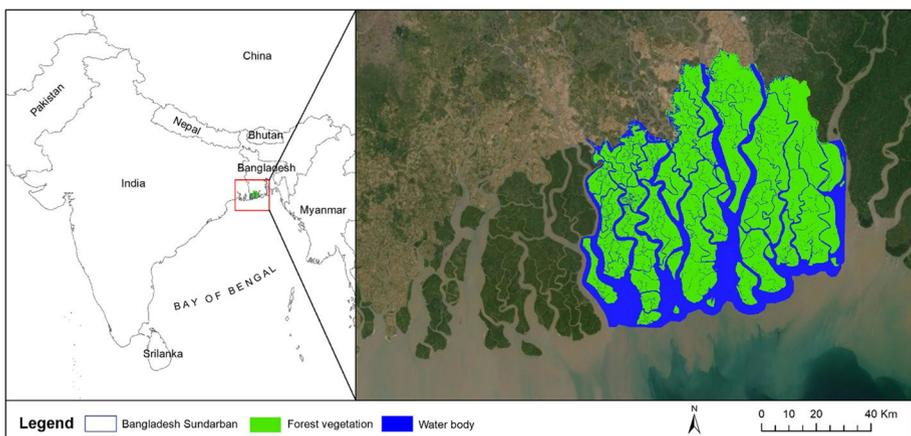 China
Pakistan
Nepal
Bhutan
Bangladesh
India
Myanmar
BAY OF BENGAL
Srilanka
Legend
Bangladesh Sundarban
Forest vegetation
Water body
N
0 10 20 40 Km